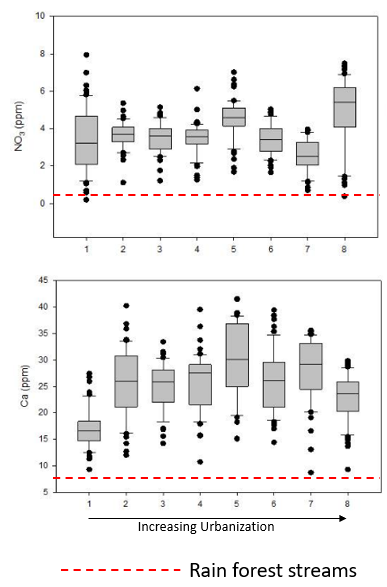 10
8
6
4
2
0
NO3 (ppm)
1 2 3 4 5 6 7 8
45
40
35
30
25
20
15
10
5
Ca (ppm)
1 2 3 4 5 6 7 8
Increasing Urbanization
Rain forest streams